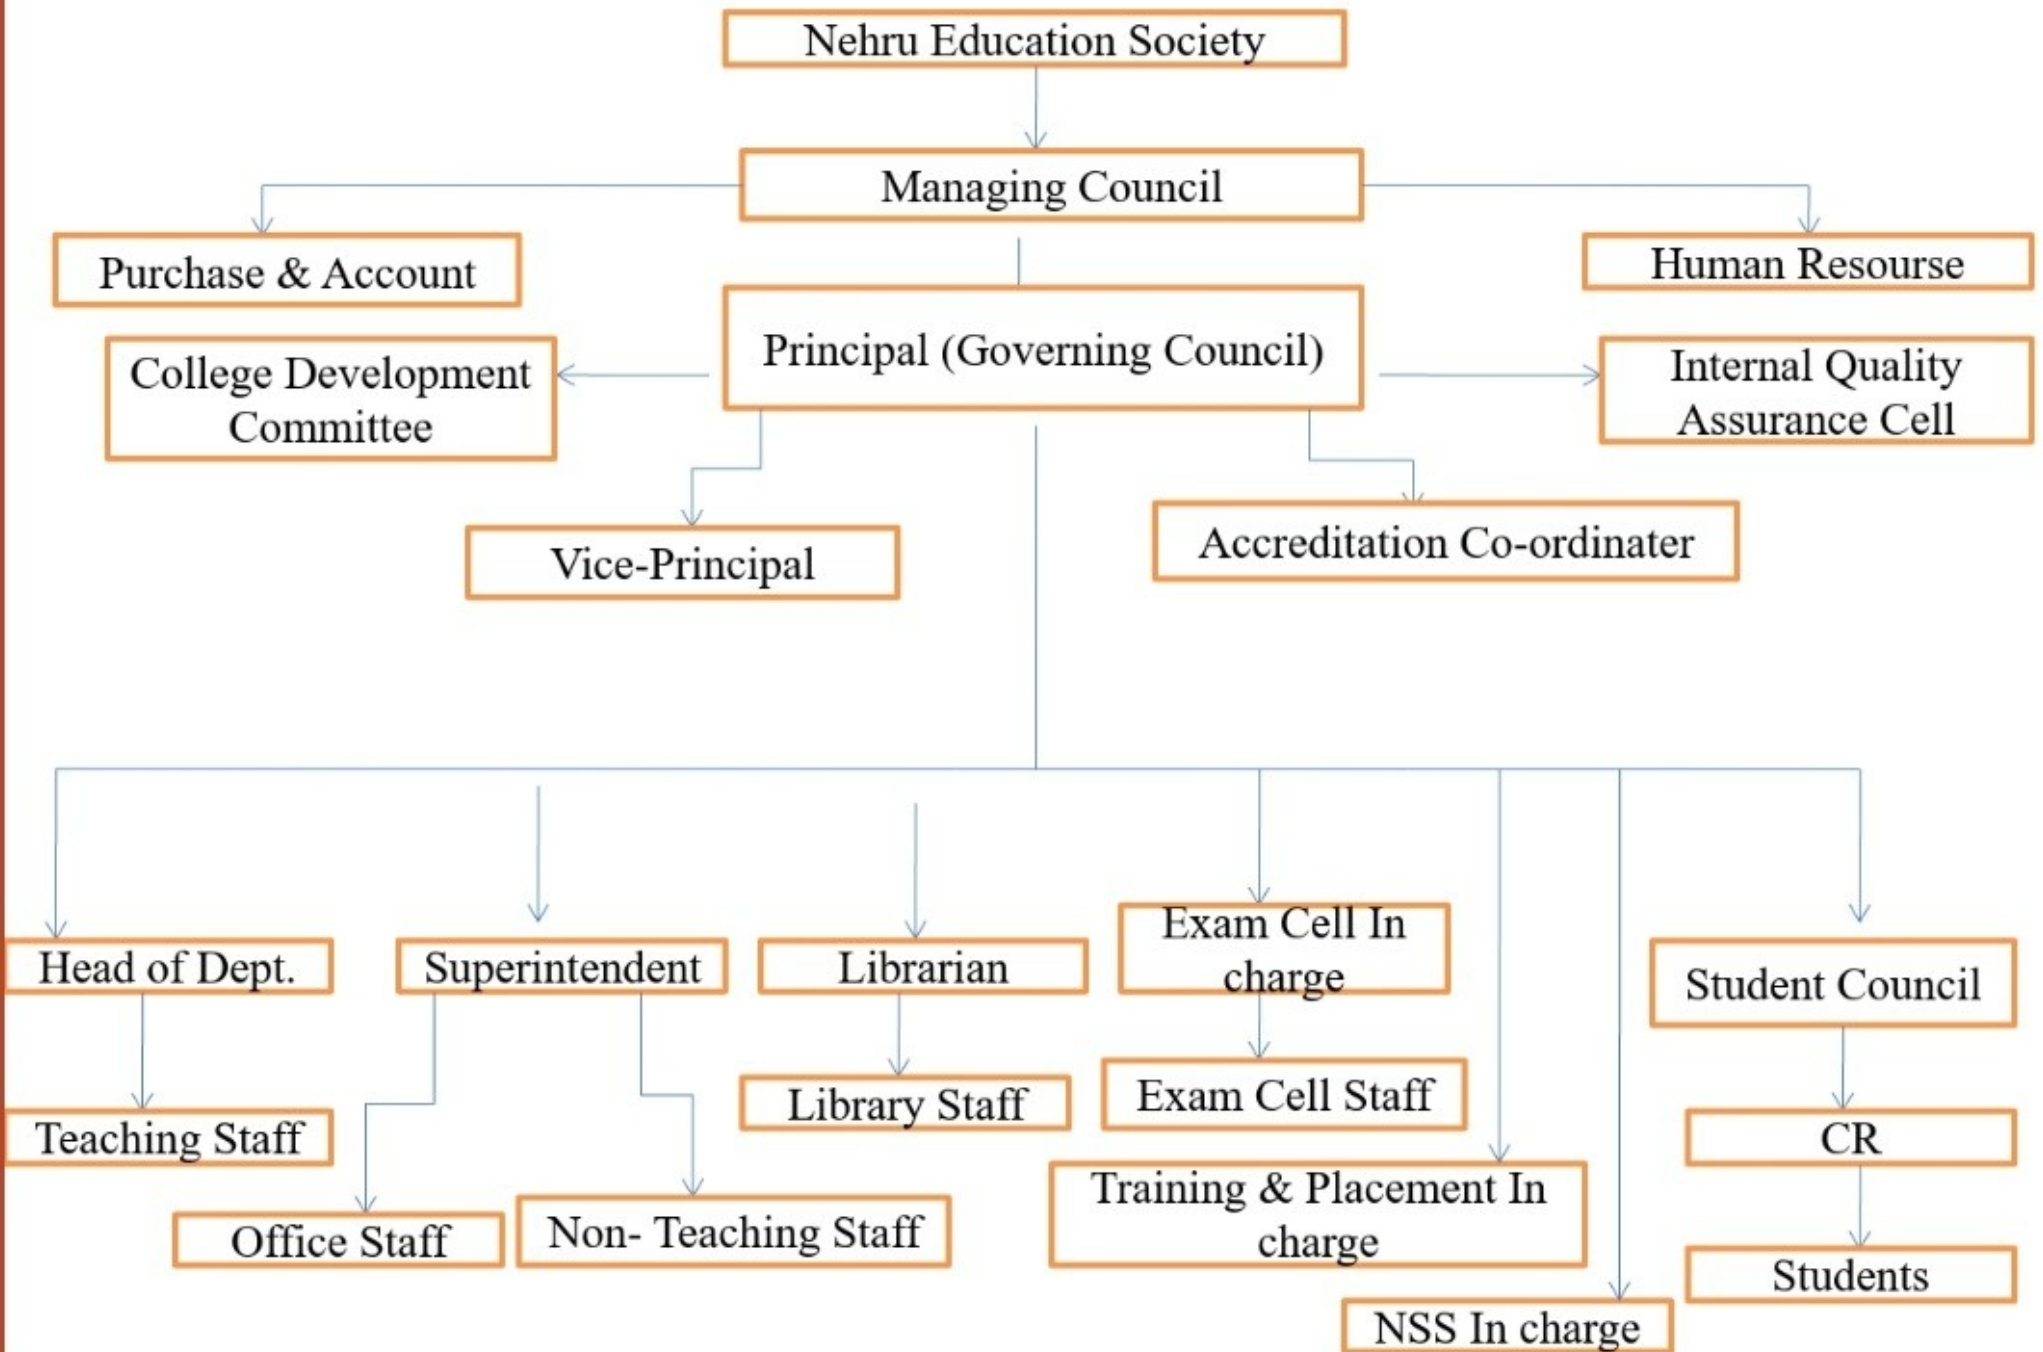 Nehru Education Society
Managing Council
Purchase & Account
Human Resourse
Principal (Governing Council)
College Development
Committee
Internal Quality
Assurance Cell
Vice-Principal
Accreditation Co-ordinater
Head of Dept.
Superintendent
Librarian
Exam Cell In
charge
Student Council
Teaching Staff
Library Staff
Exam Cell Staff
CR
Office Staff
Non- Teaching Staff
Training & Placement In
charge
Students
NSS In charge